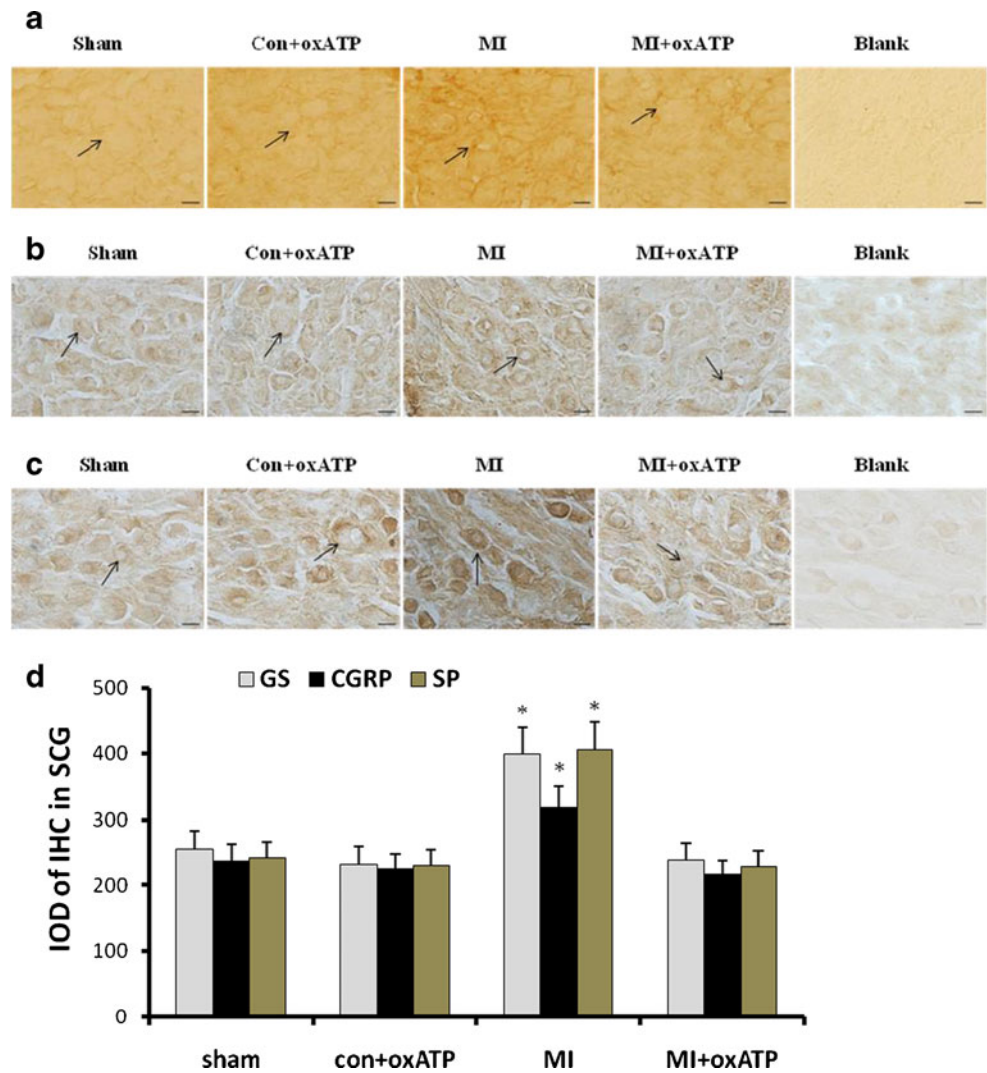 a
Sham Con+oxATP MI MI+oxATP Blank
b
Sham Con+oxATP MI MI+oxATP Blank
c
Sham Con+oxATP MI MI+oxATP Blank
d
GS CGRP SP
IOD of IHC in SCG
500
400
300
200
100
0
* * *
sham con+oxATP MI MI+oxATP